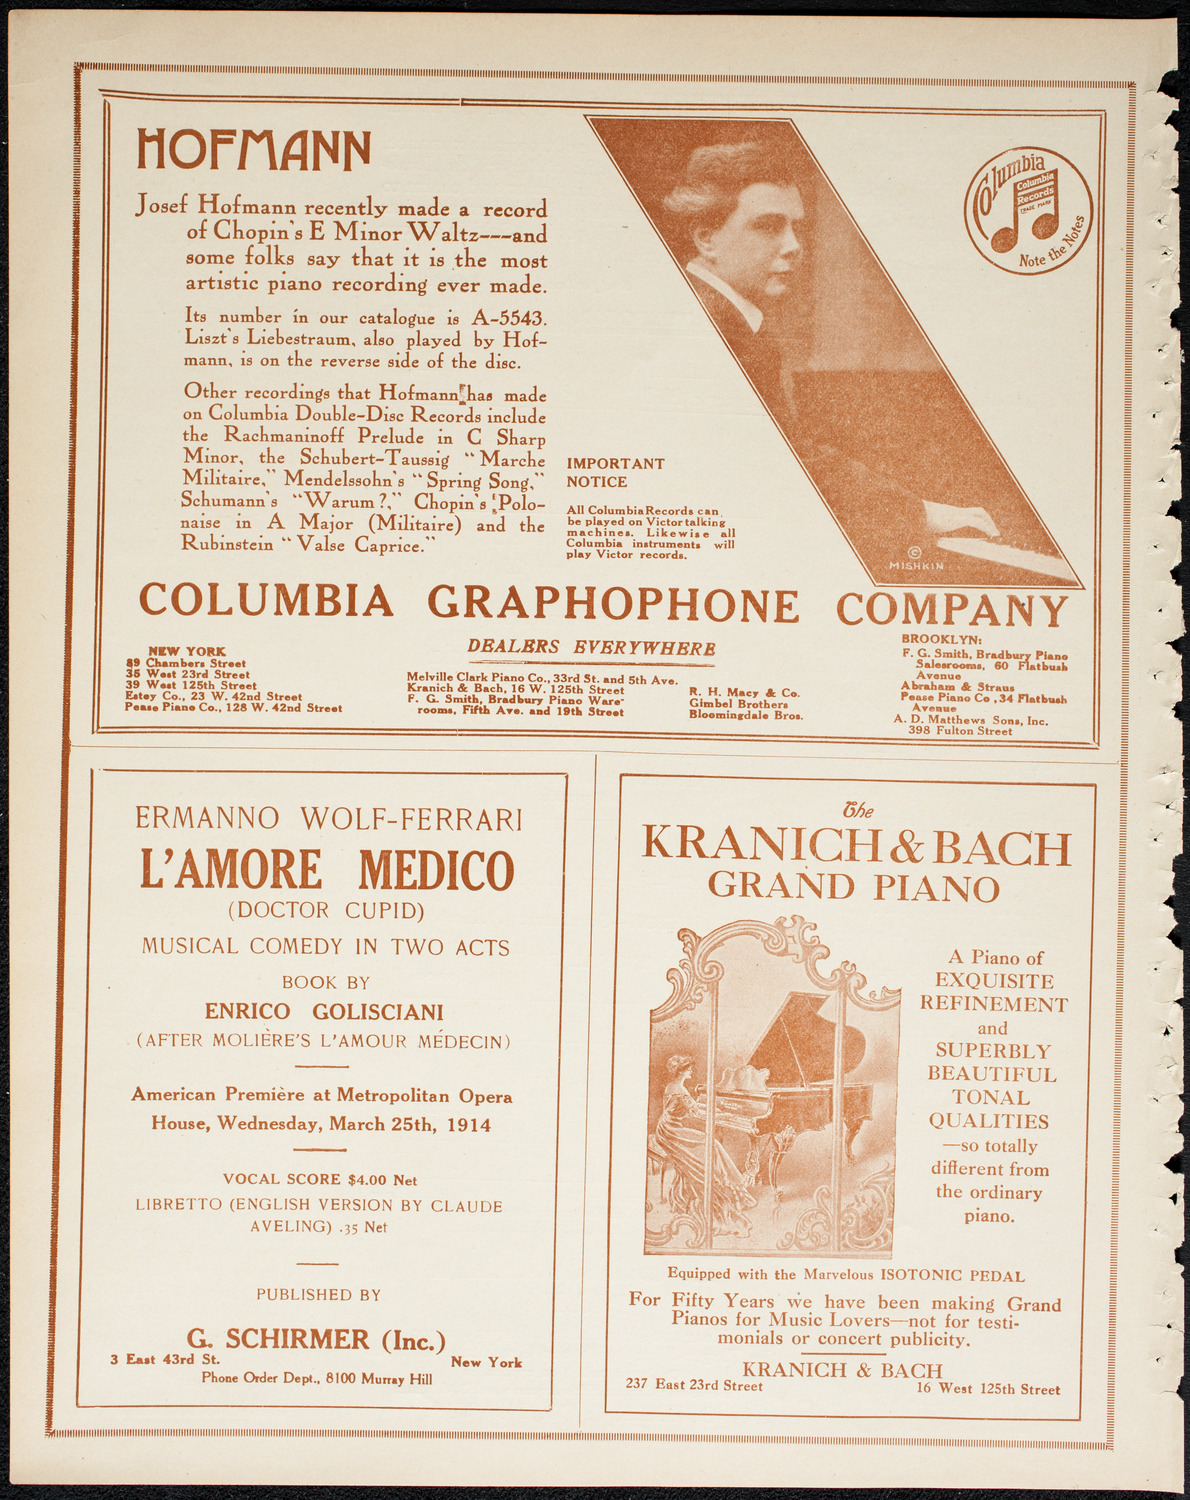 HOFMANN
Josef Hofmann recently made a record
of Chopin's E Minor Waltz---and
some folks say that it is the most
artistic piano recording ever made.
Its number in our catalogue is A-5543.
Liszt's Liebestraum, also played by Hof-
mann, is on the reverse side of the disc.
Other recordings that Hofmann has made
on Columbia Double-Disc Records include
the Rachmaninoff Prelude in C Sharp
Minor, the Schubert-Taussig "Marche
Militaire," Mendelssohn's "Spring Song,"
Schumann's "Warum?," Chopin's Polo-
naise in A Major (Militaire) and the
Rubinstein "Valse Caprice."
IMPORTANT
NOTICE
All Columbia Records can
be played on Victor talking
machines. Likewise all
Columbia instruments will
play Victor records.
©
MISHKIN
Columbia
Columbia
Records
TRADE MARK
Note the Notes
COLUMBIA GRAPHOPHONE COMPANY
NEW YORK
89 Chambers Street
35 West 23rd Street
39 West 125th Street
Estey Co., 23 W. 42nd Street
Pease Piano Co., 128 W. 42nd Street
DEALERS EVERYWHERE
Melville Clark Piano Co., 33rd St. and 5th Ave.
Kranich & Bach, 16 W. 125th Street
F. G. Smith, Bradbury Piano Ware-
rooms, Fifth Ave. and 19th Street
R. H. Macy & Co.
Gimbel Brothers
Bloomingdale Bros.
BROOKLYN:
F. G. Smith, Bradbury Piano
Salesrooms, 60 Flatbush
Avenue
Abraham & Straus
Pease Piano Co., 34 Flatbush
Avenue
A. D. Matthews Sons, Inc.
398 Fulton Street
ERMANNO WOLF-FERRARI
L'AMORE MEDICO
(DOCTOR CUPID)
MUSICAL COMEDY IN TWO ACTS
BOOK BY
ENRICO GOLISCIANI
(AFTER MOLIÈRE'S L'AMOUR MÉDECIN)
American Première at Metropolitan Opera
House, Wednesday, March 25th, 1914
VOCAL SCORE $4.00 Net
LIBRETTO (ENGLISH VERSION BY CLAUDE
AVELING) .35 Net
PUBLISHED BY
G. SCHIRMER (Inc.)
3 East 43rd St. New York
Phone Order Dept., 8100 Murray Hill
The
KRANICH & BACH
GRAND PIANO
A Piano of
EXQUISITE
REFINEMENT
and
SUPERBLY
BEAUTIFUL
TONAL
QUALITIES
—so totally
different from
the ordinary
piano.
Equipped with the Marvelous ISOTONIC PEDAL
For Fifty Years we have been making Grand
Pianos for Music Lovers—not for testi-
monials or concert publicity.
KRANICH & BACH
237 East 23rd Street 16 West 125th Street